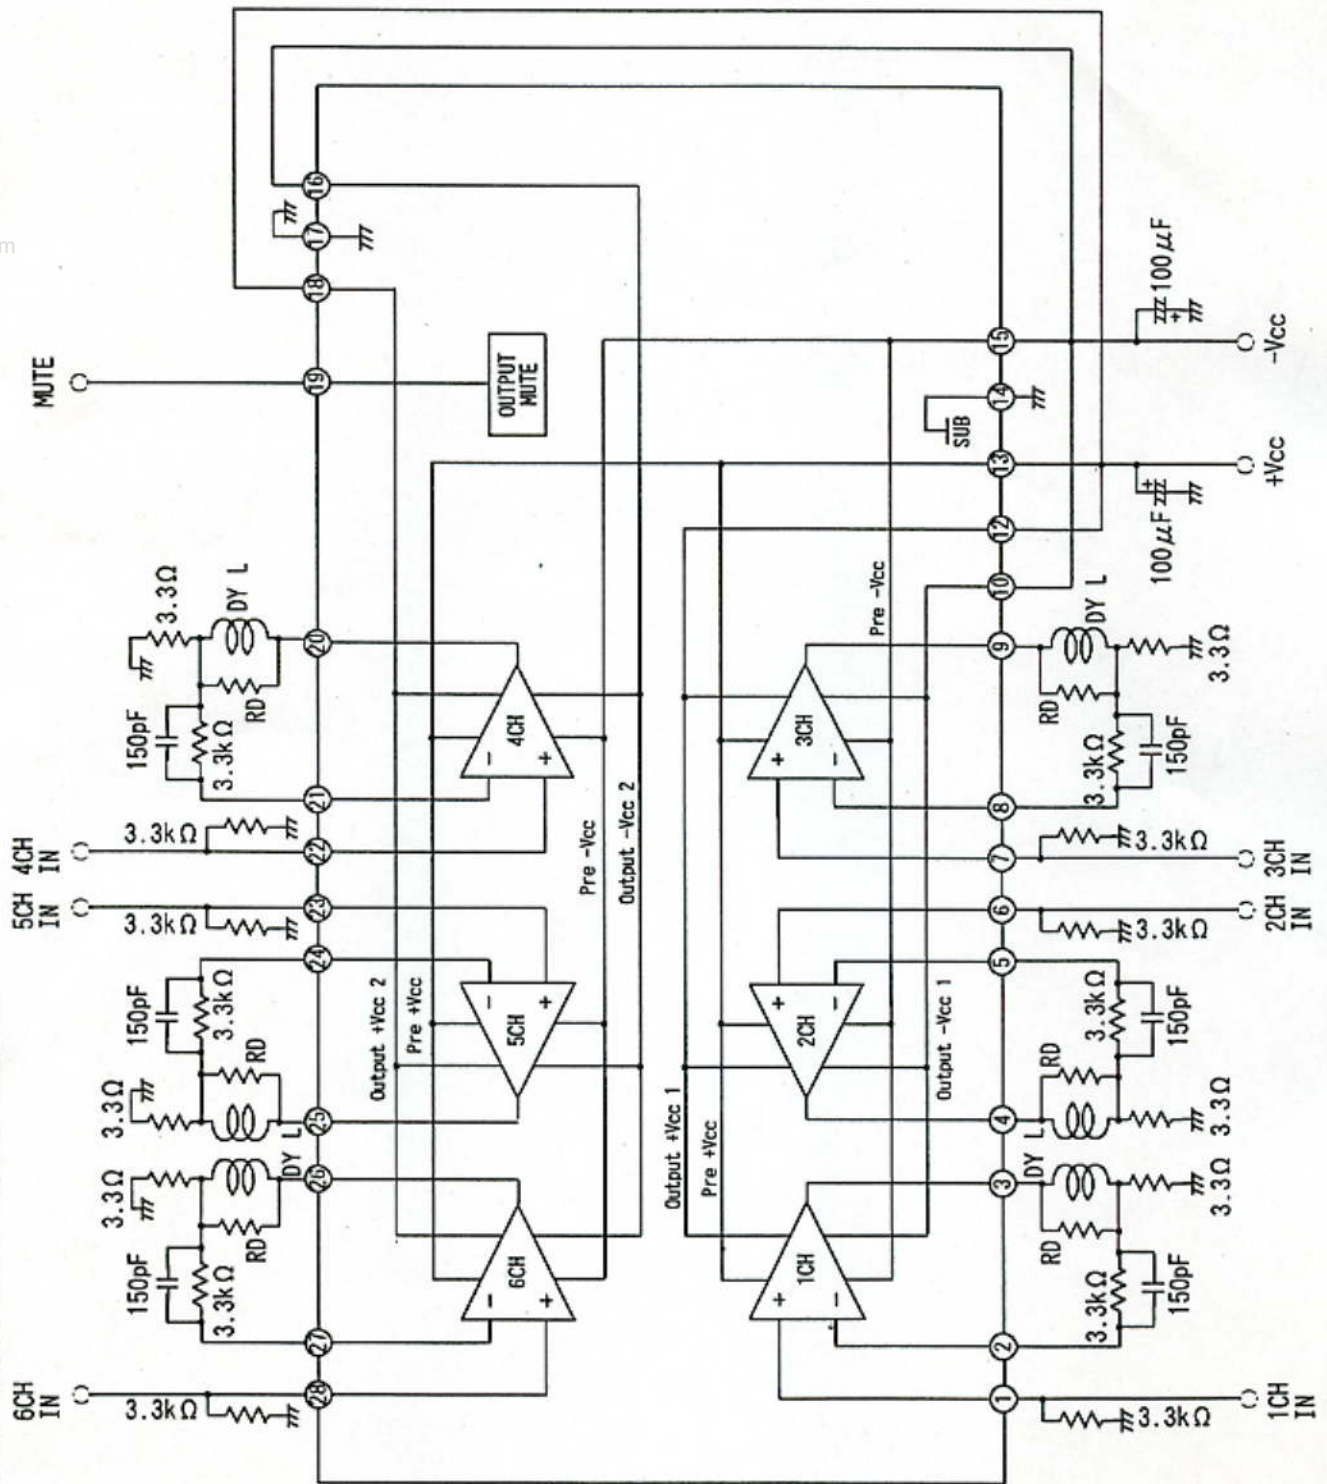 m
MUTE
16
17
18
19
OUTPUT
MUTE
15
14
SUB
13
12
10
100μF
+
-Vcc
+
100μF
+Vcc
3.3Ω
DY L
20
RD
150pF
3.3kΩ
21
4CH
-
+
4CH
IN
3.3kΩ
22
5CH
IN
3.3kΩ
23
24
150pF
3.3kΩ
RD
3.3Ω
25
DY L
5CH
-
+
26
3.3Ω
RD
150pF
3.3kΩ
27
6CH
-
+
6CH
IN
3.3kΩ
28
Output +Vcc 2
Pre +Vcc
Pre -Vcc
Output -Vcc 2
Pre -Vcc
Output +Vcc 1
Pre +Vcc
Output -Vcc 1
3CH
+
-
9
DY L
RD
3.3Ω
3.3kΩ
150pF
8
7
3.3kΩ
3CH
IN
6
3.3kΩ
2CH
IN
5
2CH
+
-
3.3kΩ
150pF
RD
3.3Ω
4
DY L
3
3.3Ω
RD
3.3kΩ
150pF
2
1CH
+
-
1
3.3kΩ
1CH
IN